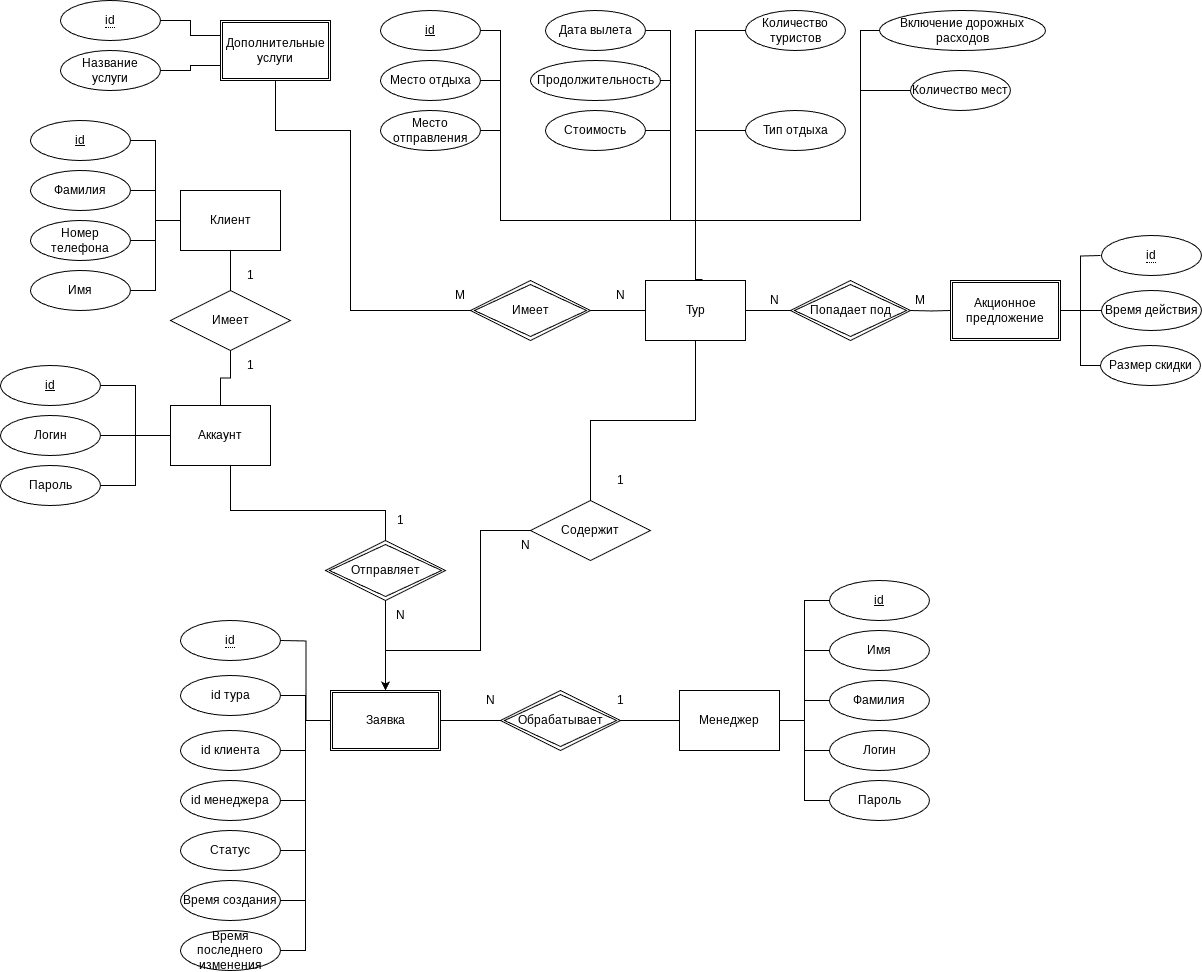 id
Название
услуги
Дополнительные
услуги
id
Место отдыха
Место
отправления
Дата вылета
Продолжительность
Стоимость
Количество
туристов
Тип отдыха
Включение дорожных
расходов
Количество мест
id
Фамилия
Номер
телефона
Имя
Клиент
1
Имеет
1
M
Имеет
N
Тур
N
Попадает под
M
Акционное
предложение
id
Время действия
Размер скидки
id
Логин
Пароль
Аккаунт
1
Отправляет
N
1
Содержит
N
id
id тура
id клиента
id менеджера
Статус
Время создания
Время
последнего
изменения
Заявка
N
Обрабатывает
1
Менеджер
id
Имя
Фамилия
Логин
Пароль